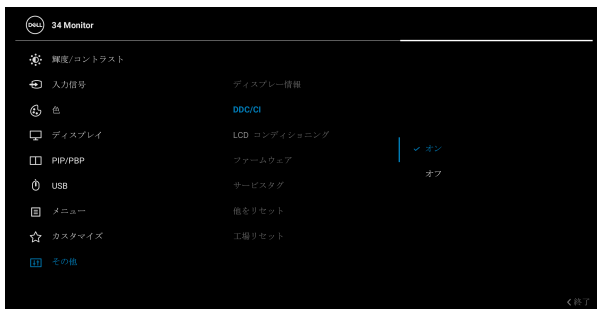 DELL 34 Monitor
輝度/コントラスト
入力信号 ディスプレー情報
色 DDC/CI
ディスプレイ LCD コンディショニング
オン
PIP/PBP ファームウェア
オフ
USB サービスタグ
メニュー 他をリセット
カスタマイズ 工場リセット
その他
終了